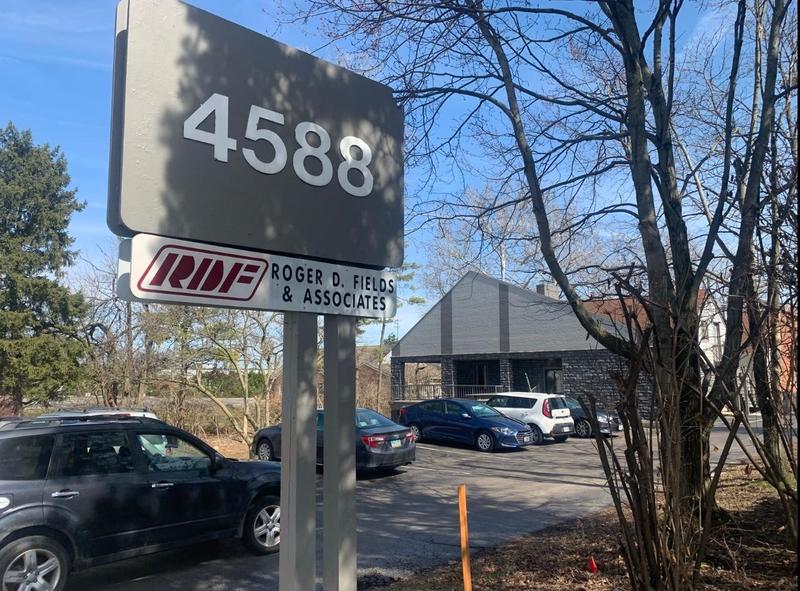 4588
RDF
ROGER D. FIELDS
& ASSOCIATES